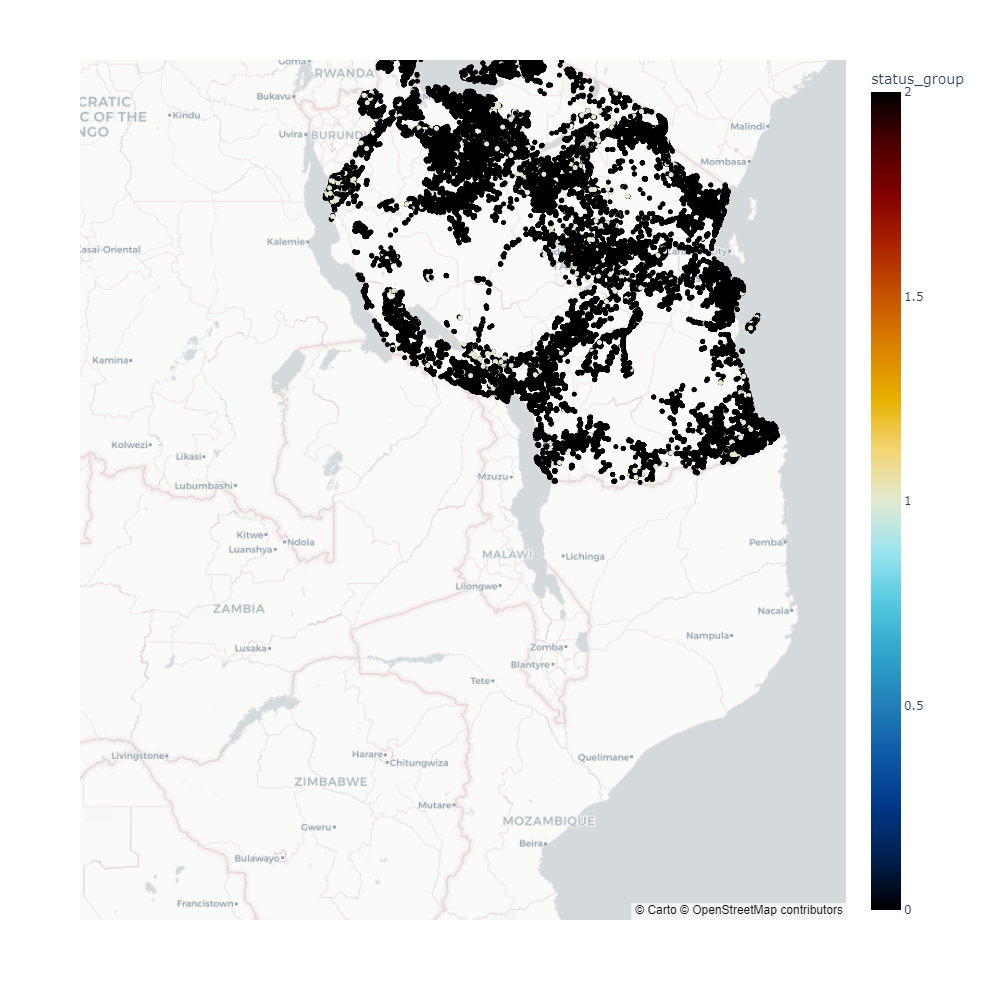 status_group
2
1.5
1
0.5
0
Goma
RWANDA
Bukavu
CRATIC
C OF THE
NGO
Kindu
Uvira
BURUNDI
Malindi
Mombasa
Kalemie
Kasai-Oriental
Kamina
Kolwezi
Likasi
Lubumbashi
Mzuzu
Kitwe
Ndola
Luanshya
MALAWI
Lichinga
Pemba
Lilongwe
ZAMBIA
Nacala
Lusaka
Nampula
Zomba
Blantyre
Tete
Livingstone
Harare
Chitungwiza
Quelimane
ZIMBABWE
Mutare
MOZAMBIQUE
Gweru
Beira
Bulawayo
Francistown
© Carto © OpenStreetMap contributors